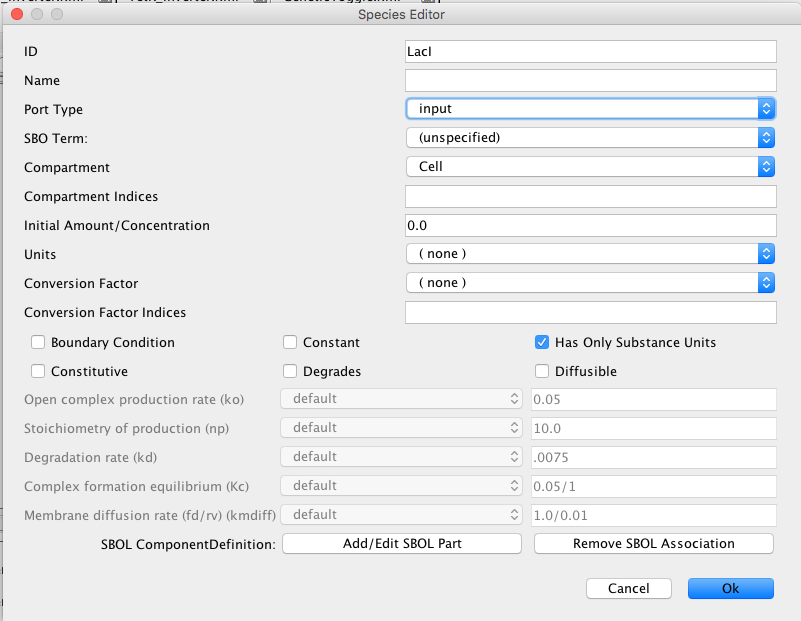 Species Editor
ID LacI
Name
Port Type input
SBO Term: (unspecified)
Compartment Cell
Compartment Indices
Initial Amount/Concentration 0.0
Units ( none )
Conversion Factor ( none )
Conversion Factor Indices
Boundary Condition Constant Has Only Substance Units
Constitutive Degrades Diffusible
Open complex production rate (ko) default 0.05
Stoichiometry of production (np) default 10.0
Degradation rate (kd) default .0075
Complex formation equilibrium (Kc) default 0.05/1
Membrane diffusion rate (fd/rv) (kmdiff) default 1.0/0.01
SBOL ComponentDefinition: Add/Edit SBOL Part Remove SBOL Association
Cancel Ok